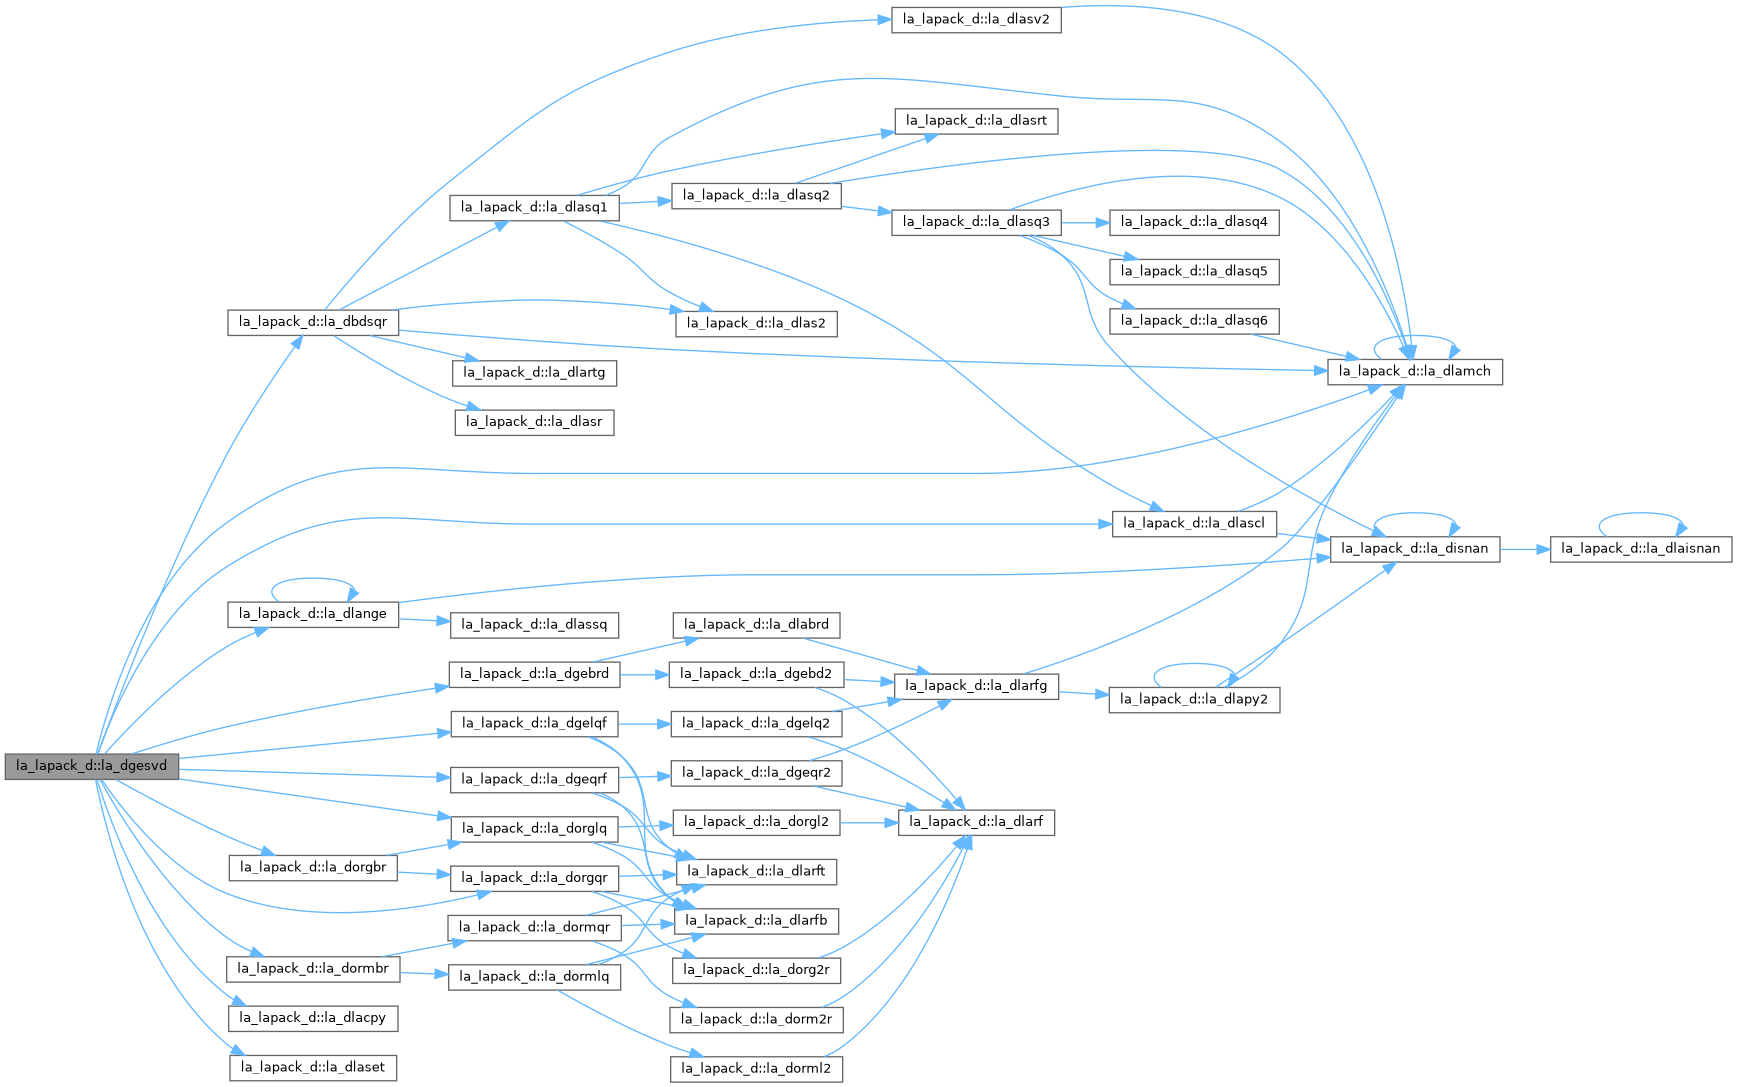 la_lapack_d::la_dlasv2
la_lapack_d::la_dlasrt
la_lapack_d::la_dlasq2
la_lapack_d::la_dlasq1
la_lapack_d::la_dlasq3
la_lapack_d::la_dlasq4
la_lapack_d::la_dlasq5
la_lapack_d::la_dbdsqr
la_lapack_d::la_dlas2
la_lapack_d::la_dlasq6
la_lapack_d::la_dlartg
la_lapack_d::la_dlamch
la_lapack_d::la_dlasr
la_lapack_d::la_dlascl
la_lapack_d::la_disnan
la_lapack_d::la_dlaisnan
la_lapack_d::la_dlange
la_lapack_d::la_dlassq
la_lapack_d::la_dlabrd
la_lapack_d::la_dgebrd
la_lapack_d::la_dgebd2
la_lapack_d::la_dlarfg
la_lapack_d::la_dlapy2
la_lapack_d::la_dgelqf
la_lapack_d::la_dgelq2
la_lapack_d::la_dgesvd
la_lapack_d::la_dgeqrf
la_lapack_d::la_dgeqr2
la_lapack_d::la_dorglq
la_lapack_d::la_dorgl2
la_lapack_d::la_dlarf
la_lapack_d::la_dorgbr
la_lapack_d::la_dorgqr
la_lapack_d::la_dlarft
la_lapack_d::la_dormqr
la_lapack_d::la_dlarfb
la_lapack_d::la_dormbr
la_lapack_d::la_dormlq
la_lapack_d::la_dorg2r
la_lapack_d::la_dlacpy
la_lapack_d::la_dorm2r
la_lapack_d::la_dlaset
la_lapack_d::la_dorml2